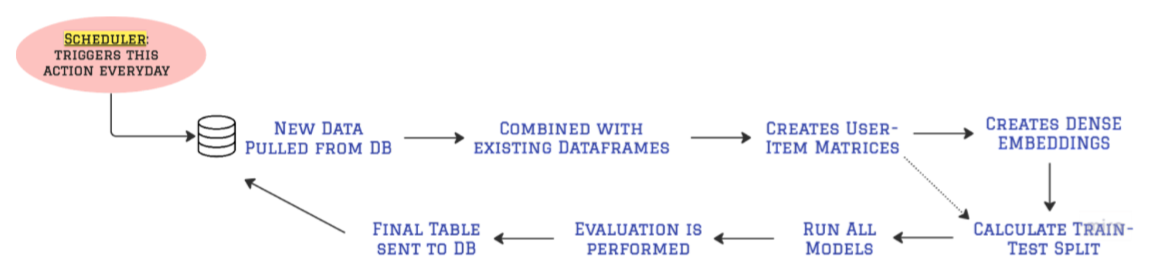 Scheduler:
triggers this
action everyday
New Data
Pulled from DB
Combined with
existing Dataframes
Creates User-
Item Matrices
Creates Dense
Embeddings
Calculate Train-
Test Split
Run All
Models
Evaluation is
performed
Final Table
sent to DB